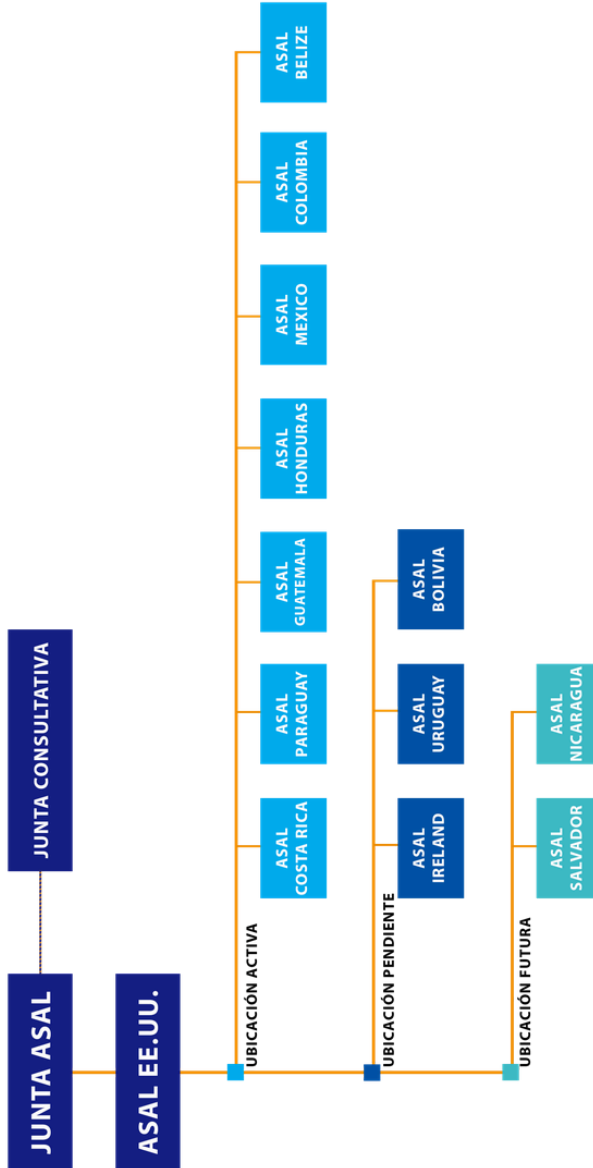 JUNTA ASAL
JUNTA CONSULTATIVA
ASAL EE.UU.
UBICACIÓN ACTIVA
ASAL
COSTA RICA
ASAL
PARAGUAY
ASAL
GUATEMALA
ASAL
HONDURAS
ASAL
MEXICO
ASAL
COLOMBIA
ASAL
BELIZE
UBICACIÓN PENDIENTE
ASAL
IRELAND
ASAL
URUGUAY
ASAL
BOLIVIA
UBICACIÓN FUTURA
ASAL
SALVADOR
ASAL
NICARAGUA